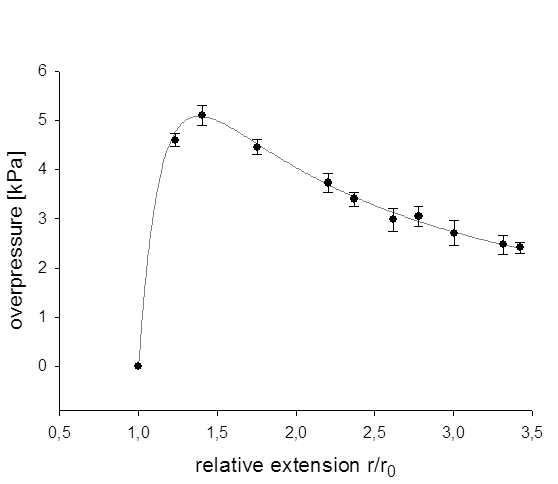 6
5
4
3
2
1
0
overpressure [kPa]
0,5 1,0 1,5 2,0 2,5 3,0 3,5
relative extension r/r₀